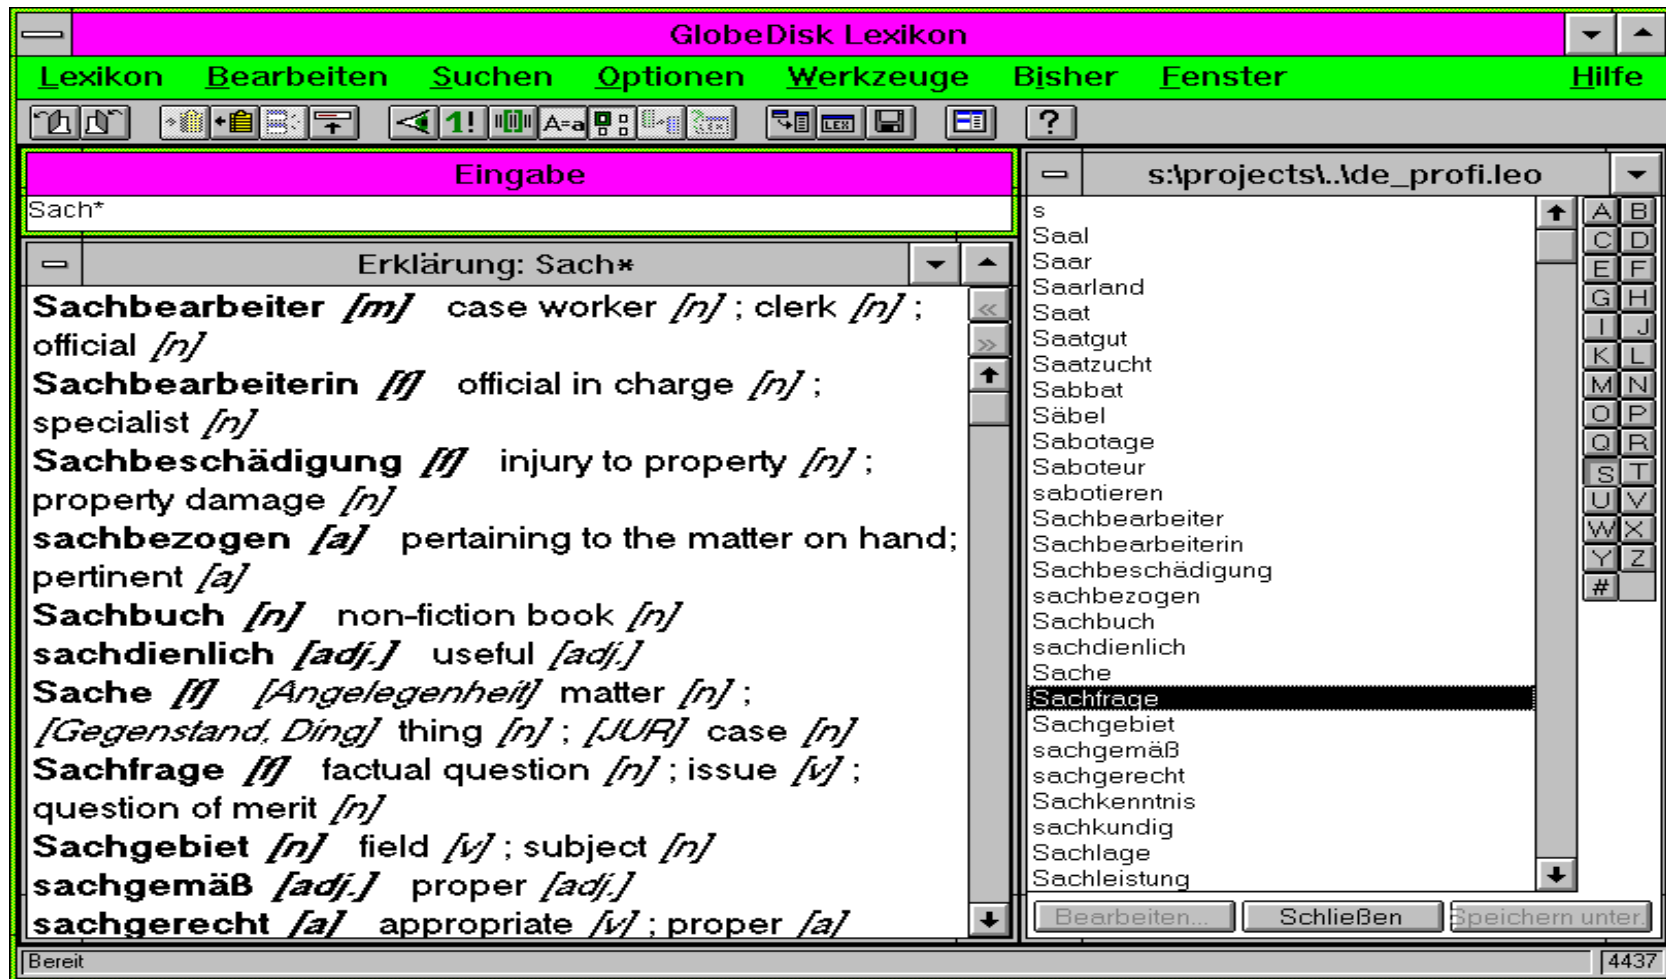 GlobeDisk Lexikon
Lexikon Bearbeiten Suchen Optionen Werkzeuge Bisher Fenster Hilfe
1! A=a LEX ?
Eingabe
Sach*
Erklärung: Sach*
Sachbearbeiter [m] case worker [n] ; clerk [n] ;
official [n]
Sachbearbeiterin [f] official in charge [n] ;
specialist [n]
Sachbeschädigung [f] injury to property [n] ;
property damage [n]
sachbezogen [a] pertaining to the matter on hand;
pertinent [a]
Sachbuch [n] non-fiction book [n]
sachdienlich [adj.] useful [adj.]
Sache [f] [Angelegenheit] matter [n] ;
[Gegenstand, Ding] thing [n] ; [JUR] case [n]
Sachfrage [f] factual question [n] ; issue [v] ;
question of merit [n]
Sachgebiet [n] field [v] ; subject [n]
sachgemäß [adj.] proper [adj.]
sachgerecht [a] appropriate [v] ; proper [a]
s:\projects\..\de_profi.leo
s
Saal
Saar
Saarland
Saat
Saatgut
Saatzucht
Sabbat
Säbel
Sabotage
Saboteur
sabotieren
Sachbearbeiter
Sachbearbeiterin
Sachbeschädigung
sachbezogen
Sachbuch
sachdienlich
Sache
Sachfrage
Sachgebiet
sachgemäß
sachgerecht
Sachkenntnis
sachkundig
Sachlage
Sachleistung
A B
C D
E F
G H
I J
K L
M N
O P
Q R
S T
U V
W X
Y Z
#
Bearbeiten... Schließen Speichern unter.
Bereit 4437